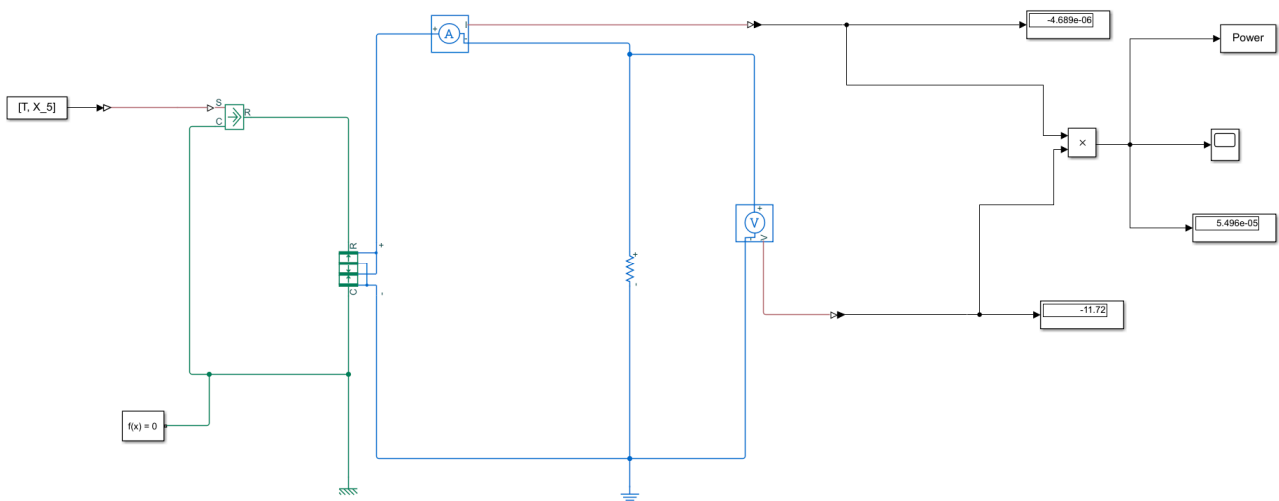 -4.689e-06
Power
A
I
+
-
[T, X_5]
S
C
R
×
+
V
-
V
5.496e-05
R
+
C
-
+
-
-11.72
f(x) = 0